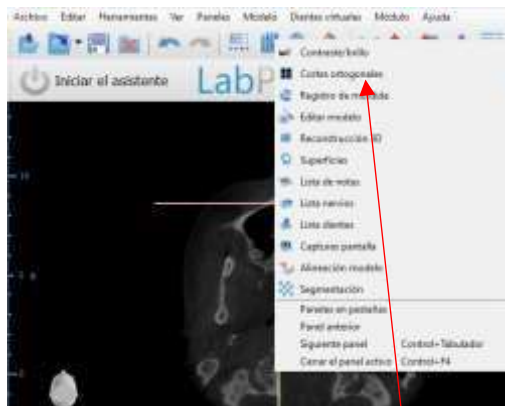 Archivo Editar Herramientas Ver Paneles Modelo Dientes virtuales Módulo Ayuda
Contraste/brillo
Iniciar el asistente
LabP
Cortes ortogonales
Registro de
Editar modelo
Reconstrucción 3D
Superficies
Lista de notas
Lista nervios
Lista dientes
Capturas pantalla
Alineación modelo
Segmentación
Paneles en pestañas
Panel anterior
Siguiente panel Control+Tabulador
Cerrar el panel activo Control+F4